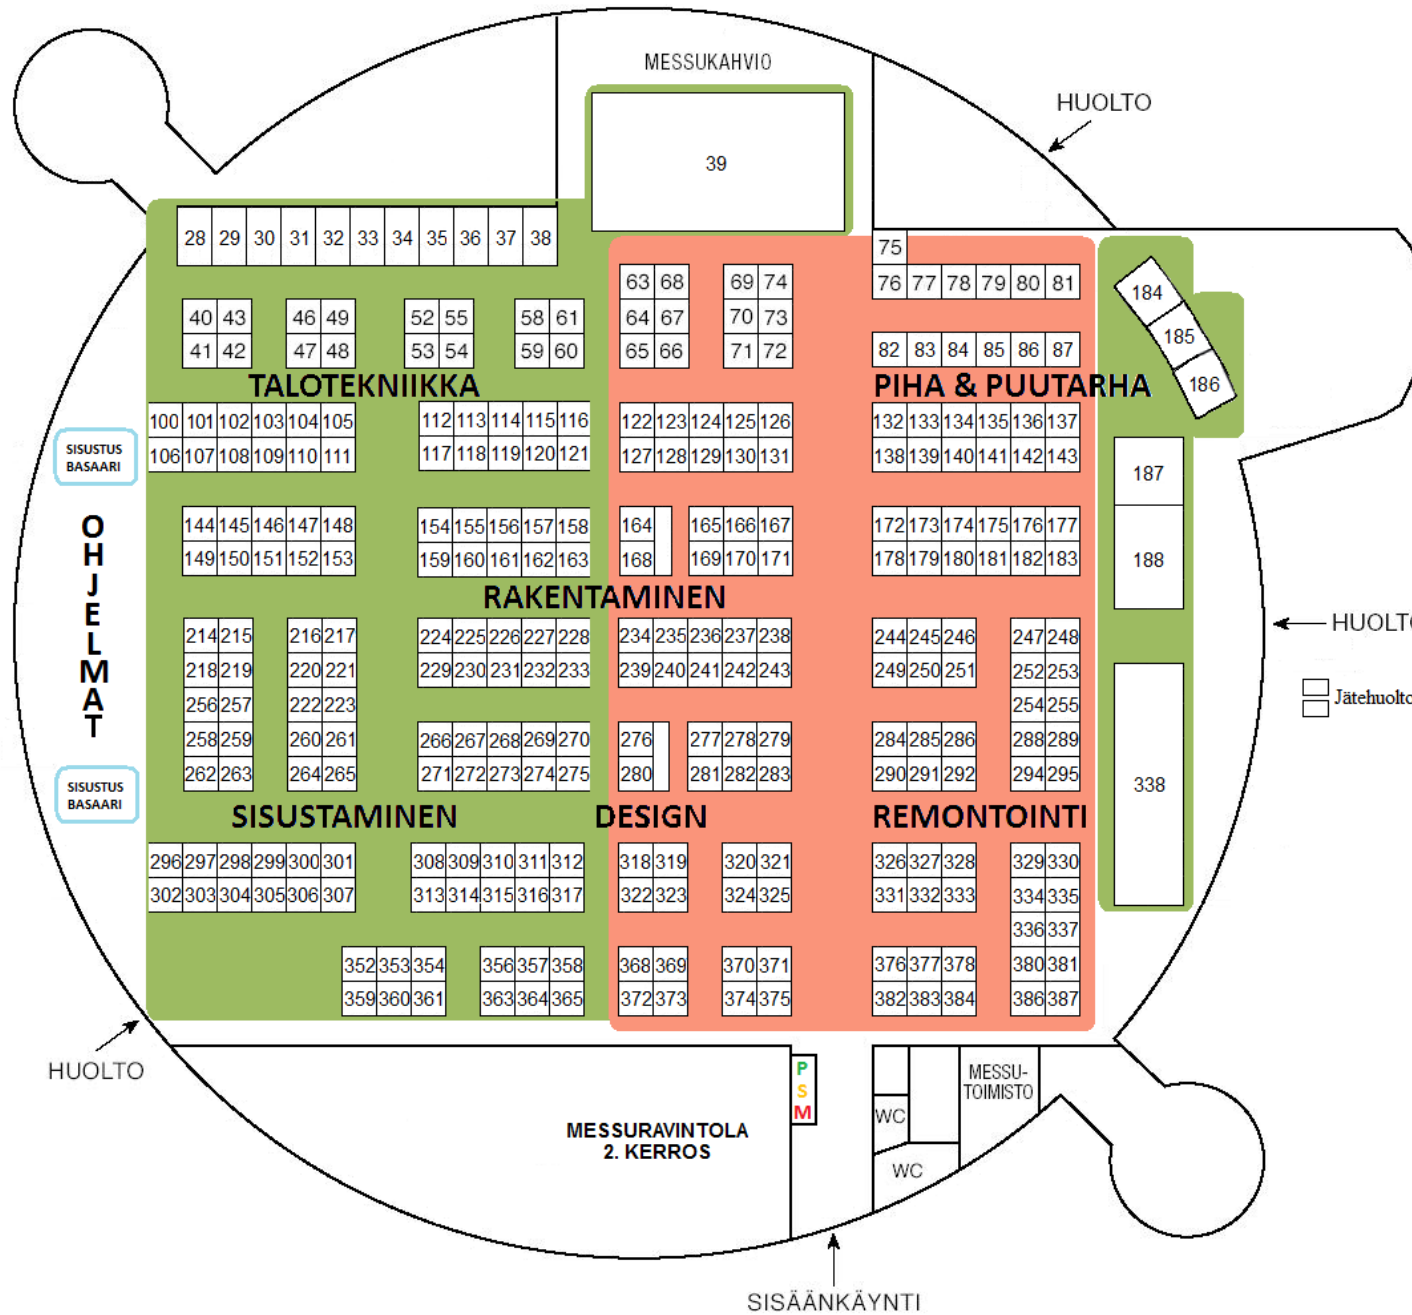 MESSUKAHVIO
HUOLTO
39
28 29 30 31 32 33 34 35 36 37 38
75
63 68 69 74 76 77 78 79 80 81
184
40 43 46 49 52 55 58 61 64 67 70 73
185
41 42 47 48 53 54 59 60 65 66 71 72 82 83 84 85 86 87
186
TALOTEKNIIKKA PIHA & PUUTARHA
100 101 102 103 104 105 112 113 114 115 116 122 123 124 125 126 132 133 134 135 136 137
SISUSTUS
BASAARI
106 107 108 109 110 111 117 118 119 120 121 127 128 129 130 131 138 139 140 141 142 143
187
144 145 146 147 148 154 155 156 157 158 164 165 166 167 172 173 174 175 176 177
149 150 151 152 153 159 160 161 162 163 168 169 170 171 178 179 180 181 182 183
188
OHJELMAT
RAKENTAMINEN
214 215 216 217 224 225 226 227 228 234 235 236 237 238 244 245 246 247 248
HUOLTO
218 219 220 221 229 230 231 232 233 239 240 241 242 243 249 250 251 252 253
Jätehuolto
256 257 222 223 254 255
258 259 260 261 266 267 268 269 270 276 277 278 279 284 285 286 288 289
262 263 264 265 271 272 273 274 275 280 281 282 283 290 291 292 294 295
338
SISUSTUS
BASAARI
SISUSTAMINEN DESIGN REMONTOINTI
296 297 298 299 300 301 308 309 310 311 312 318 319 320 321 326 327 328 329 330
302 303 304 305 306 307 313 314 315 316 317 322 323 324 325 331 332 333 334 335
336 337
352 353 354 356 357 358 368 369 370 371 376 377 378 380 381
359 360 361 363 364 365 372 373 374 375 382 383 384 386 387
HUOLTO
P
S
M
MESSU-
TOIMISTO
WC
MESSURAVINTOLA
2. KERROS
WC
SISÄÄNKÄYNTI